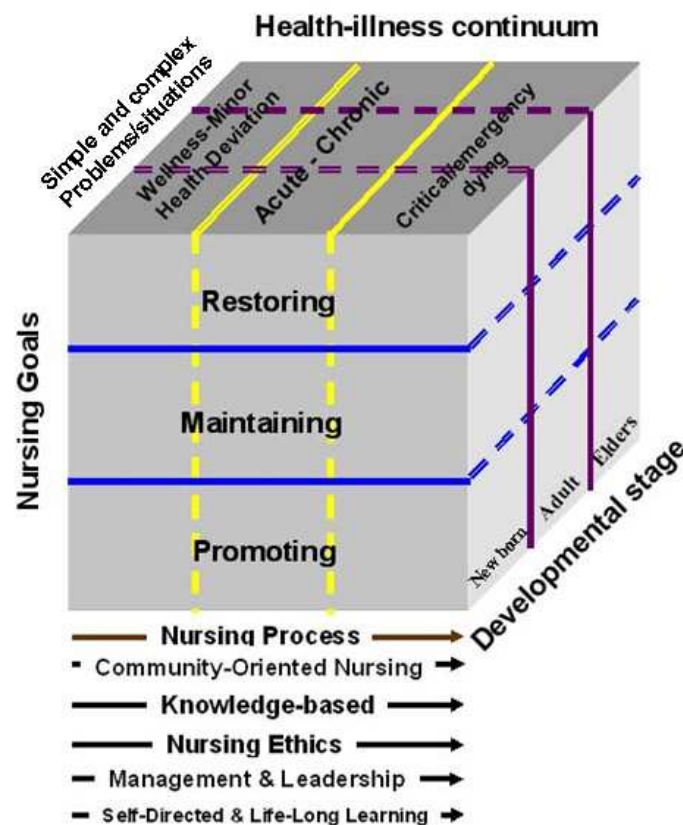 Health-illness continuum
Simple and complex
Problems/situations
Wellness-Minor
Health Deviation
Acute - Chronic
Critical/emergency
dying
Nursing Goals
Restoring
Maintaining
Promoting
Newborn
Adult
Elders
Developmental stage
Nursing Process
Community-Oriented Nursing
Knowledge-based
Nursing Ethics
Management & Leadership
Self-Directed & Life-Long Learning